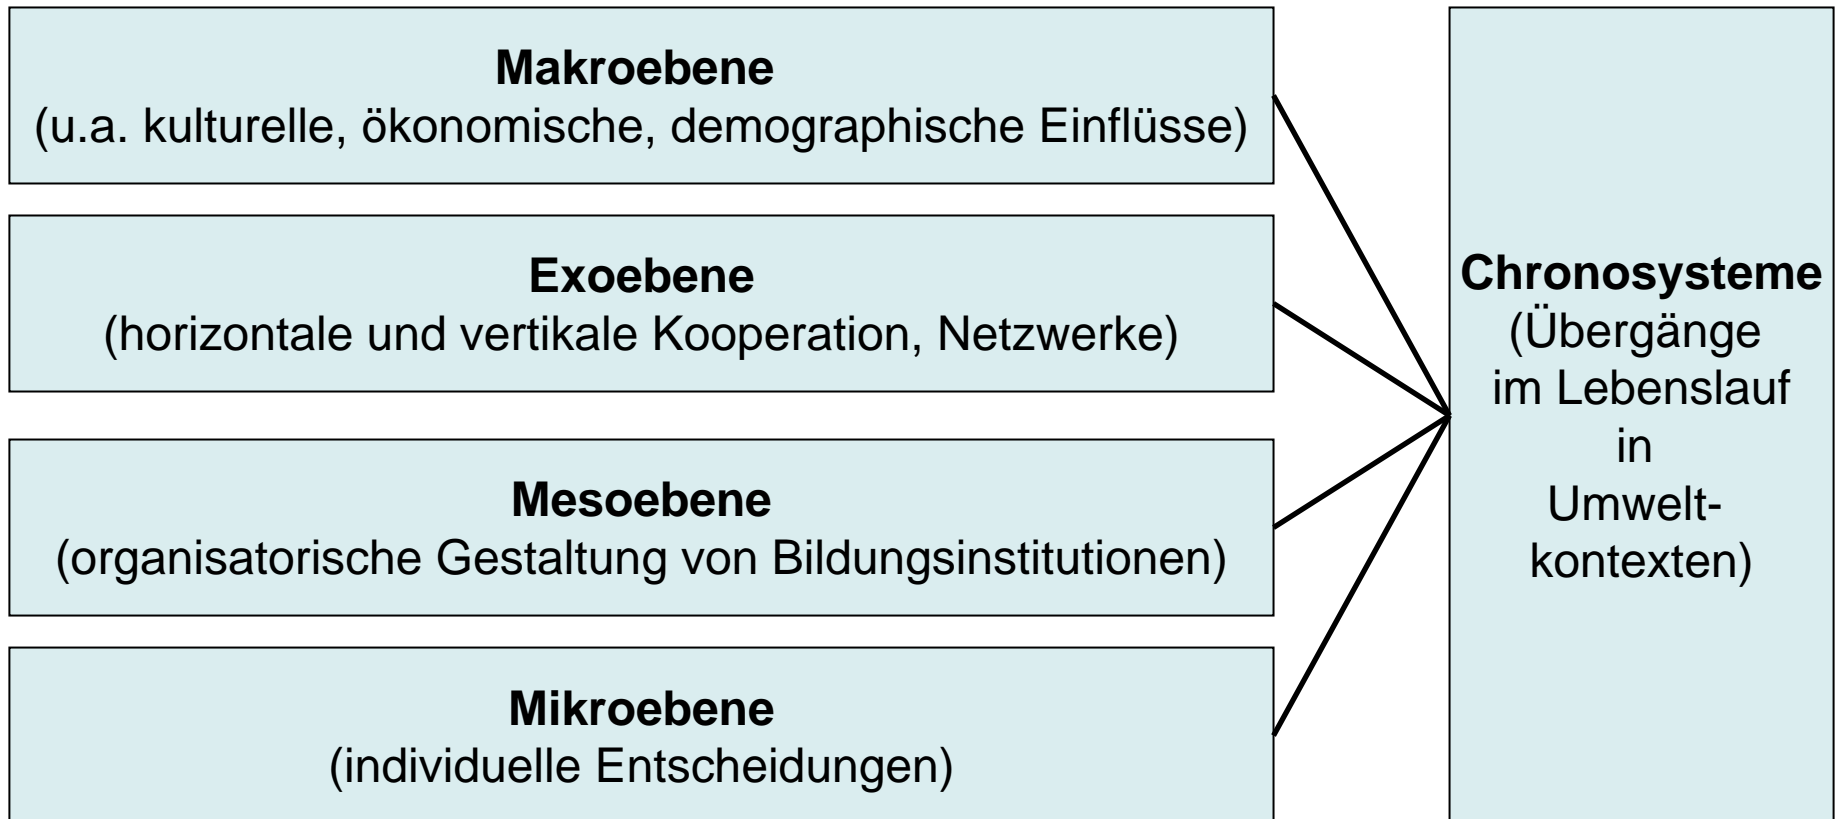 Makroebene
(u.a. kulturelle, ökonomische, demographische Einflüsse)
Exoebene
(horizontale und vertikale Kooperation, Netzwerke)
Mesoebene
(organisatorische Gestaltung von Bildungsinstitutionen)
Mikroebene
(individuelle Entscheidungen)
Chronosysteme
(Übergänge
im Lebenslauf
in
Umwelt-
kontexten)